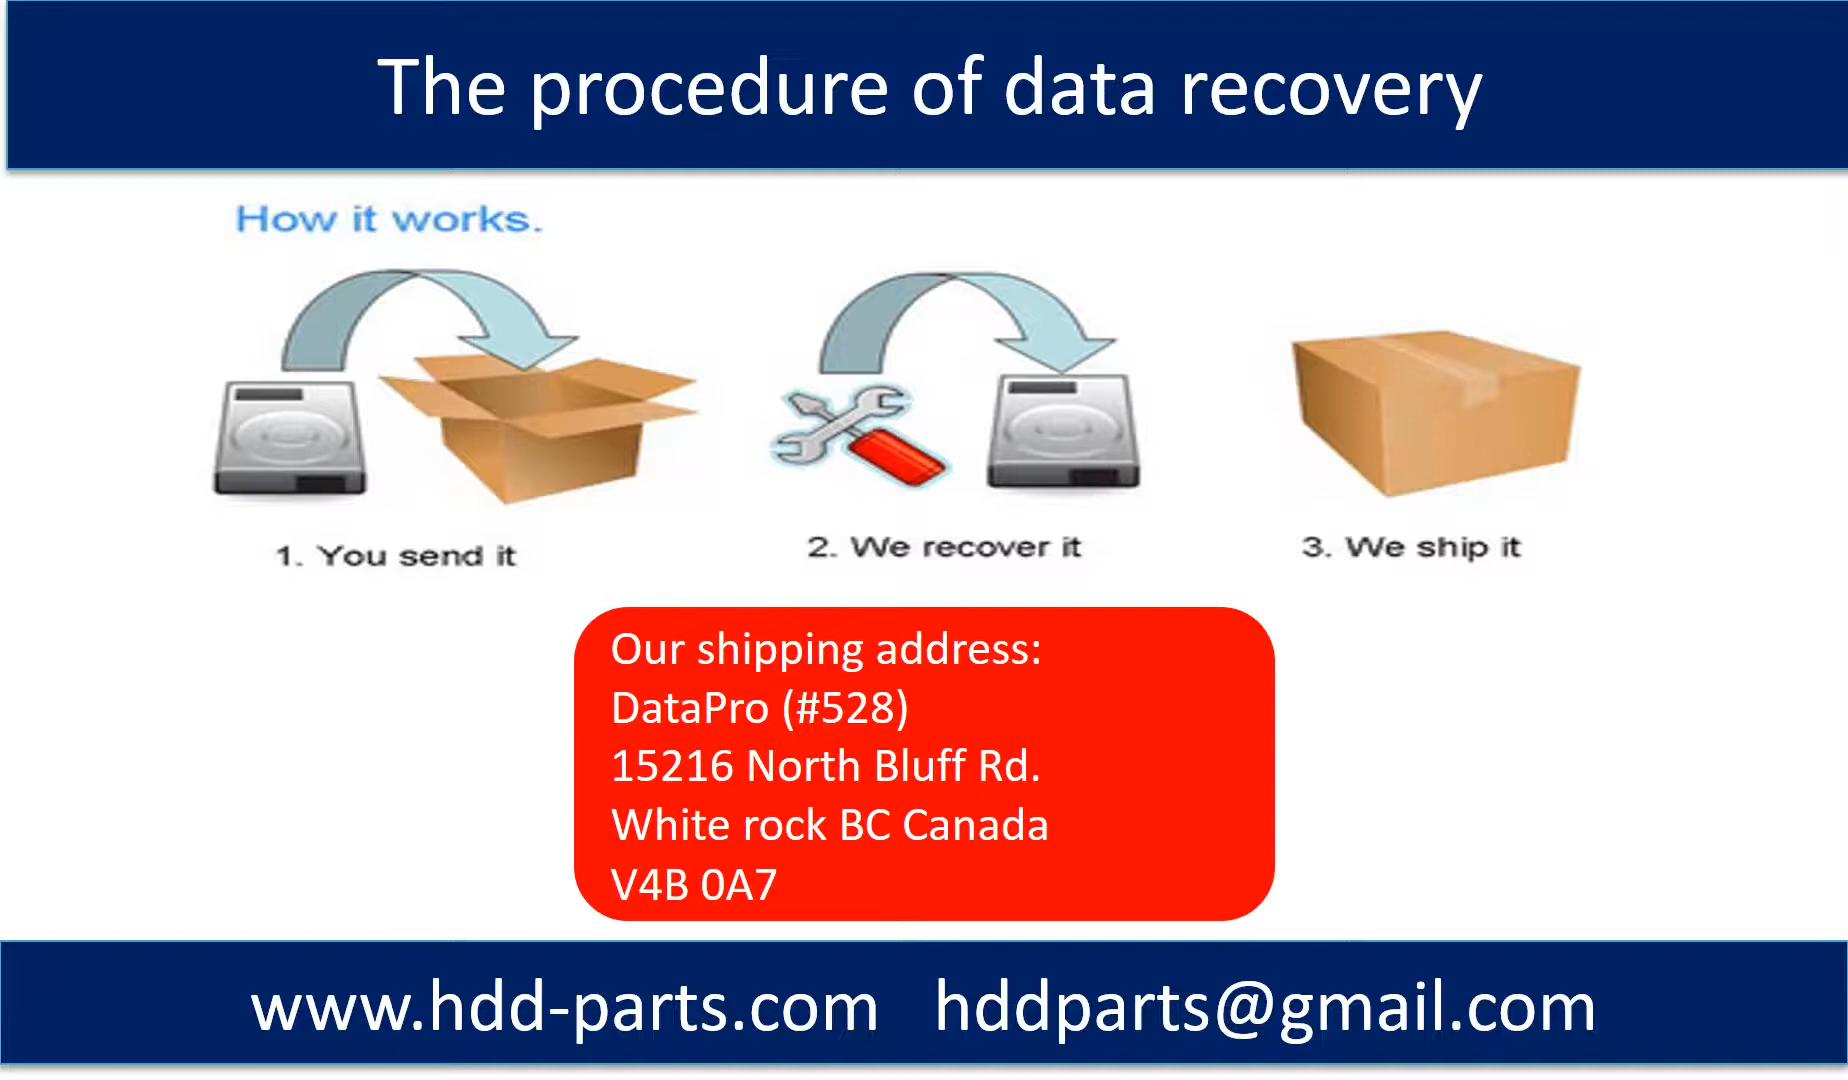 The procedure of data recovery
How it works.
1. You send it
2. We recover it
3. We ship it
Our shipping address:
DataPro (#528)
15216 North Bluff Rd.
White rock BC Canada
V4B 0A7
www.hdd-parts.com hddparts@gmail.com